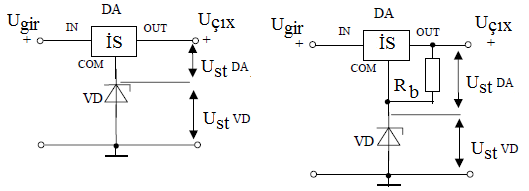 DA
Ugir
IN
İS
OUT
Uçıx
+
+
COM
Ust DA
VD
Ust VD
DA
Ugir
IN
İS
OUT
Uçıx
+
+
COM
Rb
Ust DA
VD
Ust VD